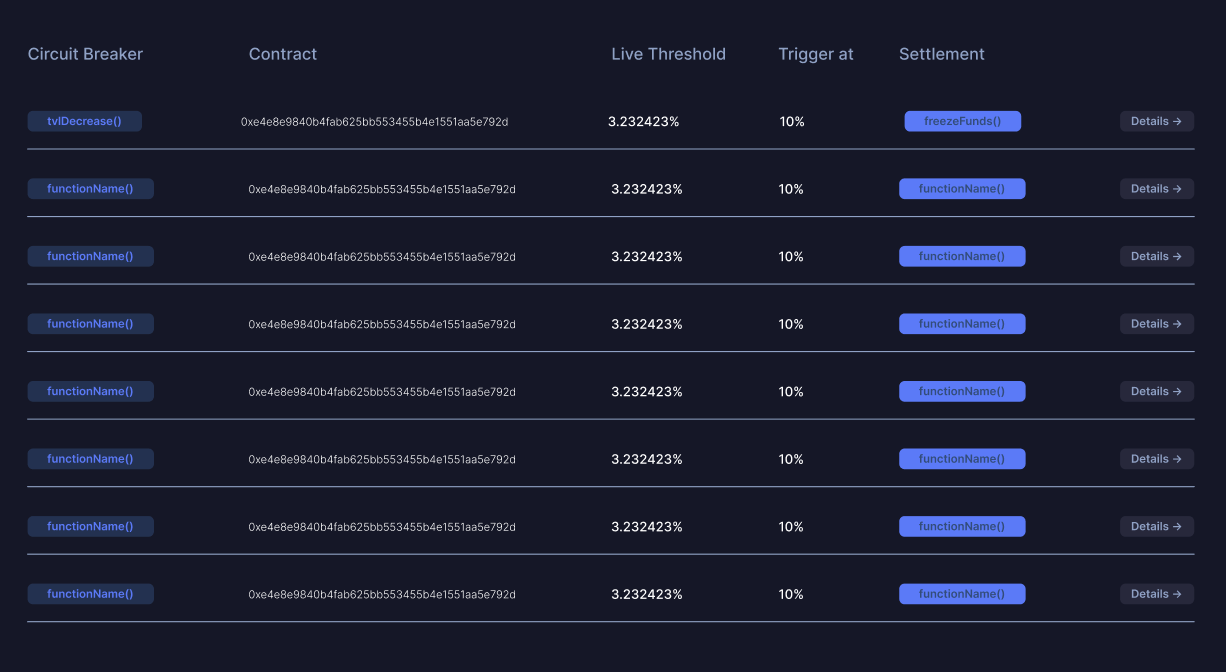 Circuit Breaker Contract Live Threshold Trigger at Settlement
tvlDecrease() 0xe4e8e9840b4fab625bb553455b4e1551aa5e792d 3.232423% 10% freezeFunds() Details →
functionName() 0xe4e8e9840b4fab625bb553455b4e1551aa5e792d 3.232423% 10% functionName() Details →
functionName() 0xe4e8e9840b4fab625bb553455b4e1551aa5e792d 3.232423% 10% functionName() Details →
functionName() 0xe4e8e9840b4fab625bb553455b4e1551aa5e792d 3.232423% 10% functionName() Details →
functionName() 0xe4e8e9840b4fab625bb553455b4e1551aa5e792d 3.232423% 10% functionName() Details →
functionName() 0xe4e8e9840b4fab625bb553455b4e1551aa5e792d 3.232423% 10% functionName() Details →
functionName() 0xe4e8e9840b4fab625bb553455b4e1551aa5e792d 3.232423% 10% functionName() Details →
functionName() 0xe4e8e9840b4fab625bb553455b4e1551aa5e792d 3.232423% 10% functionName() Details →